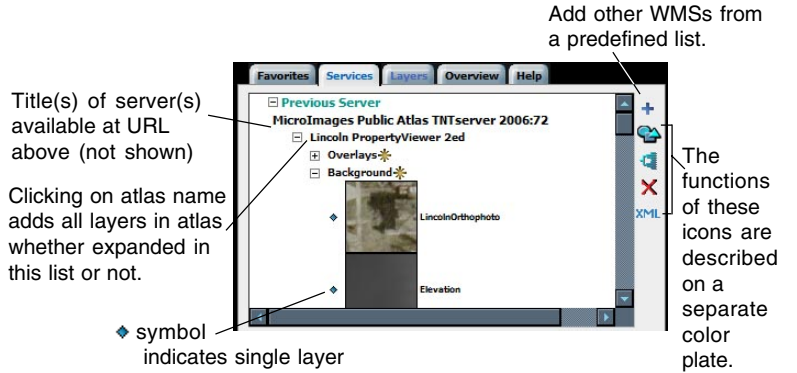 Add other WMSs from
a predefined list.
Favorites Services Layers Overview Help
Title(s) of server(s)
available at URL
above (not shown)
Previous Server
MicroImages Public Atlas TNTserver 2006:72
Lincoln PropertyViewer 2ed
Overlays
Background
LincolnOrthophoto
Elevation
XML
Clicking on atlas name
adds all layers in atlas
whether expanded in
this list or not.
The
functions
of these
icons are
described
on a
separate
color
plate.
symbol
indicates single layer